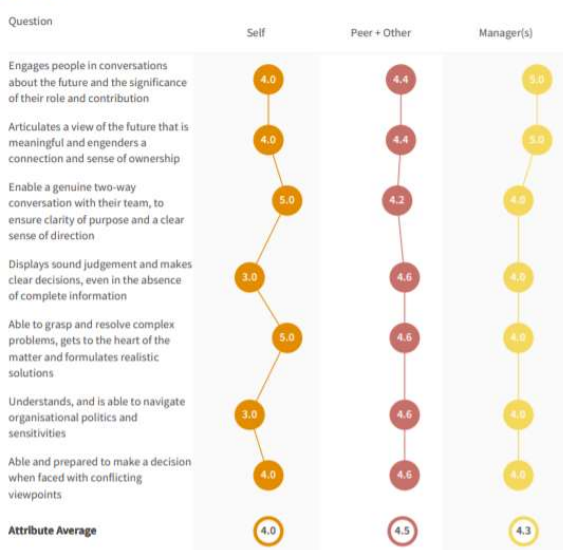 Question
Self
Peer + Other
Manager(s)
Engages people in conversations
about the future and the significance
of their role and contribution
4.0
4.4
5.0
Articulates a view of the future that is
meaningful and engenders a
connection and sense of ownership
4.0
4.4
5.0
Enable a genuine two-way
conversation with their team, to
ensure clarity of purpose and a clear
sense of direction
5.0
4.2
4.0
Displays sound judgement and makes
clear decisions, even in the absence
of complete information
3.0
4.6
4.0
Able to grasp and resolve complex
problems, gets to the heart of the
matter and formulates realistic
solutions
5.0
4.6
4.0
Understands, and is able to navigate
organisational politics and
sensitivities
3.0
4.6
4.0
Able and prepared to make a decision
when faced with conflicting
viewpoints
4.0
4.6
4.0
Attribute Average
4.0
4.5
4.3